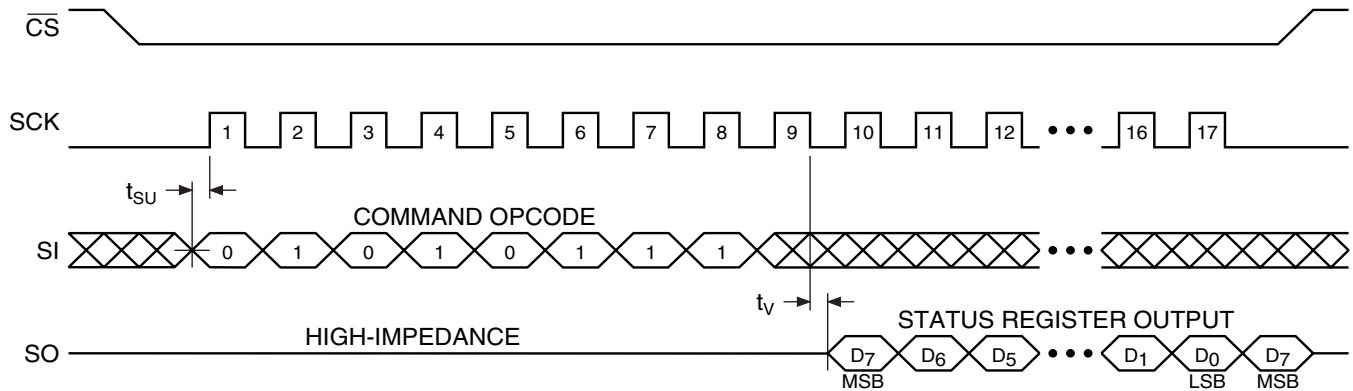 CS
SCK 1 2 3 4 5 6 7 8 9 10 11 12 16 17
tSU
COMMAND OPCODE
SI 0 1 0 1 0 1 1 1
tV
HIGH-IMPEDANCE
STATUS REGISTER OUTPUT
SO D7 D6 D5 D1 D0 D7
MSB LSB MSB